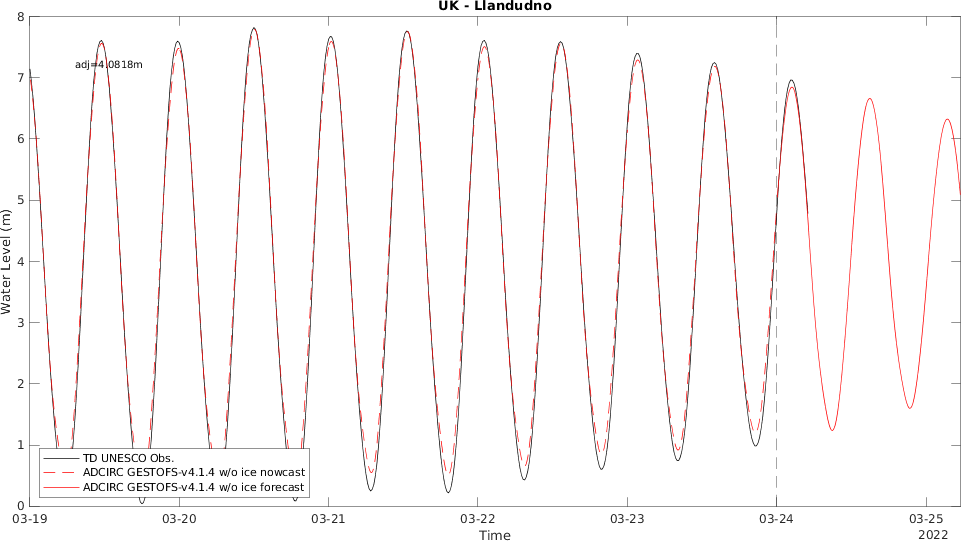 UK - Llandudno
8
7
6
5
4
3
2
1
0
Water Level (m)
adj=4.0818m
TD UNESCO Obs.
ADCIRC GESTOFS-v4.1.4 w/o ice nowcast
ADCIRC GESTOFS-v4.1.4 w/o ice forecast
03-19 03-20 03-21 03-22 03-23 03-24 03-25
Time
2022